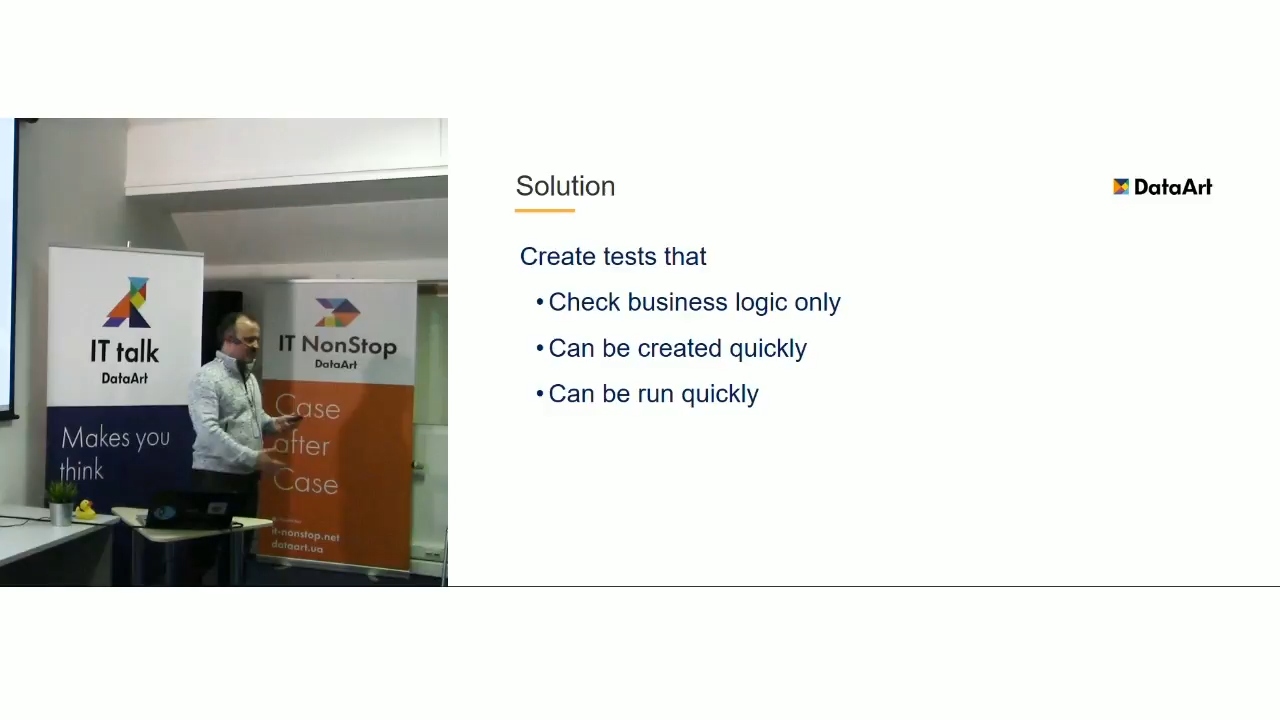 IT talk
DataArt
Makes you
think
IT NonStop
DataArt
Case
after
Case
it-nonstop.net
dataart.ua
Solution
DataArt
Create tests that
• Check business logic only
• Can be created quickly
• Can be run quickly